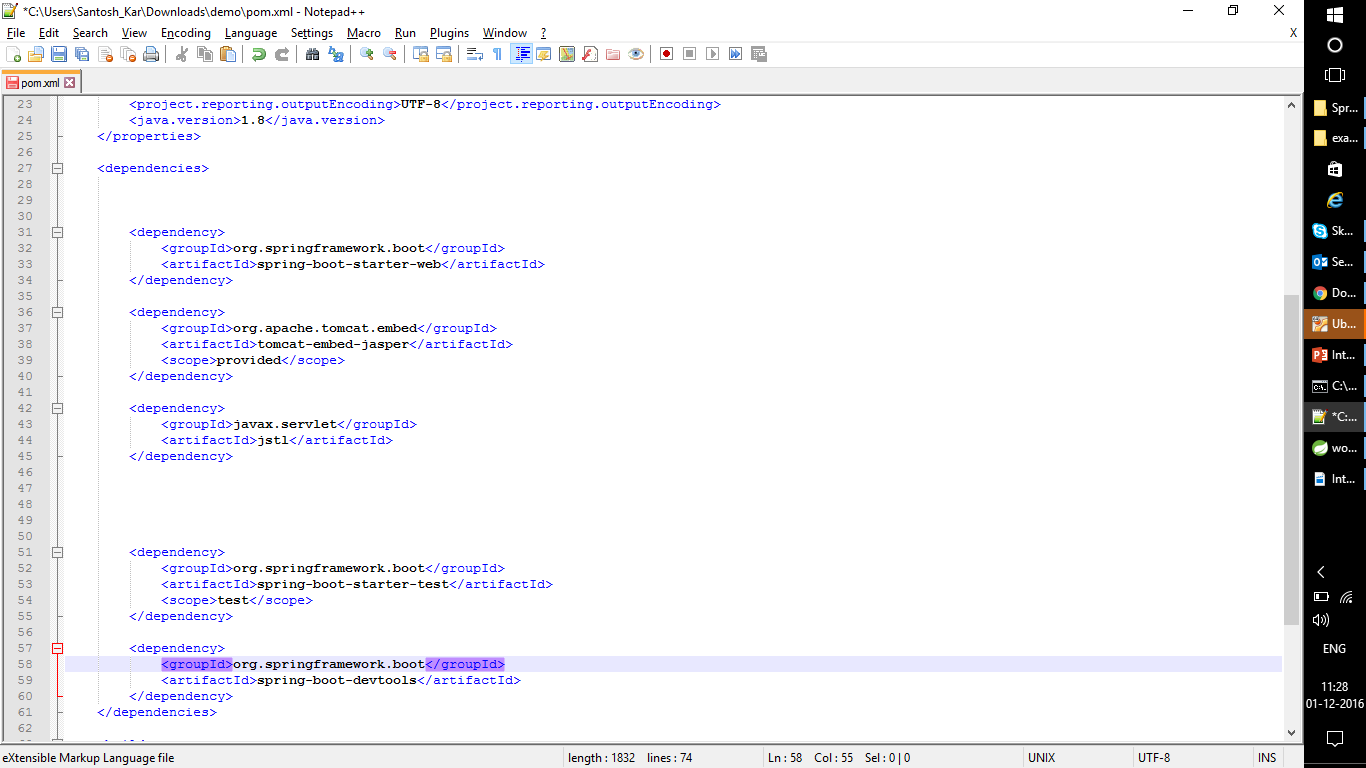 *C:\Users\Santosh_Kar\Downloads\demo\pom.xml - Notepad++
File Edit Search View Encoding Language Settings Macro Run Plugins Window ? X
pom.xml
23 <project.reporting.outputEncoding>UTF-8</project.reporting.outputEncoding>
24 <java.version>1.8</java.version>
25 </properties>
26
27 <dependencies>
28
29
30
31 <dependency>
32 <groupId>org.springframework.boot</groupId>
33 <artifactId>spring-boot-starter-web</artifactId>
34 </dependency>
35
36 <dependency>
37 <groupId>org.apache.tomcat.embed</groupId>
38 <artifactId>tomcat-embed-jasper</artifactId>
39 <scope>provided</scope>
40 </dependency>
41
42 <dependency>
43 <groupId>javax.servlet</groupId>
44 <artifactId>jstl</artifactId>
45 </dependency>
46
47
48
49
50
51 <dependency>
52 <groupId>org.springframework.boot</groupId>
53 <artifactId>spring-boot-starter-test</artifactId>
54 <scope>test</scope>
55 </dependency>
56
57 <dependency>
58 <groupId>org.springframework.boot</groupId>
59 <artifactId>spring-boot-devtools</artifactId>
60 </dependency>
61 </dependencies>
62
eXtensible Markup Language file length : 1832 lines : 74 Ln : 58 Col : 55 Sel : 0 | 0 UNIX UTF-8 INS
Spr...
exa...
Sk...
Se...
Do...
Ub...
Int...
C:\...
*C:...
wo...
Int...
ENG
11:28
01-12-2016